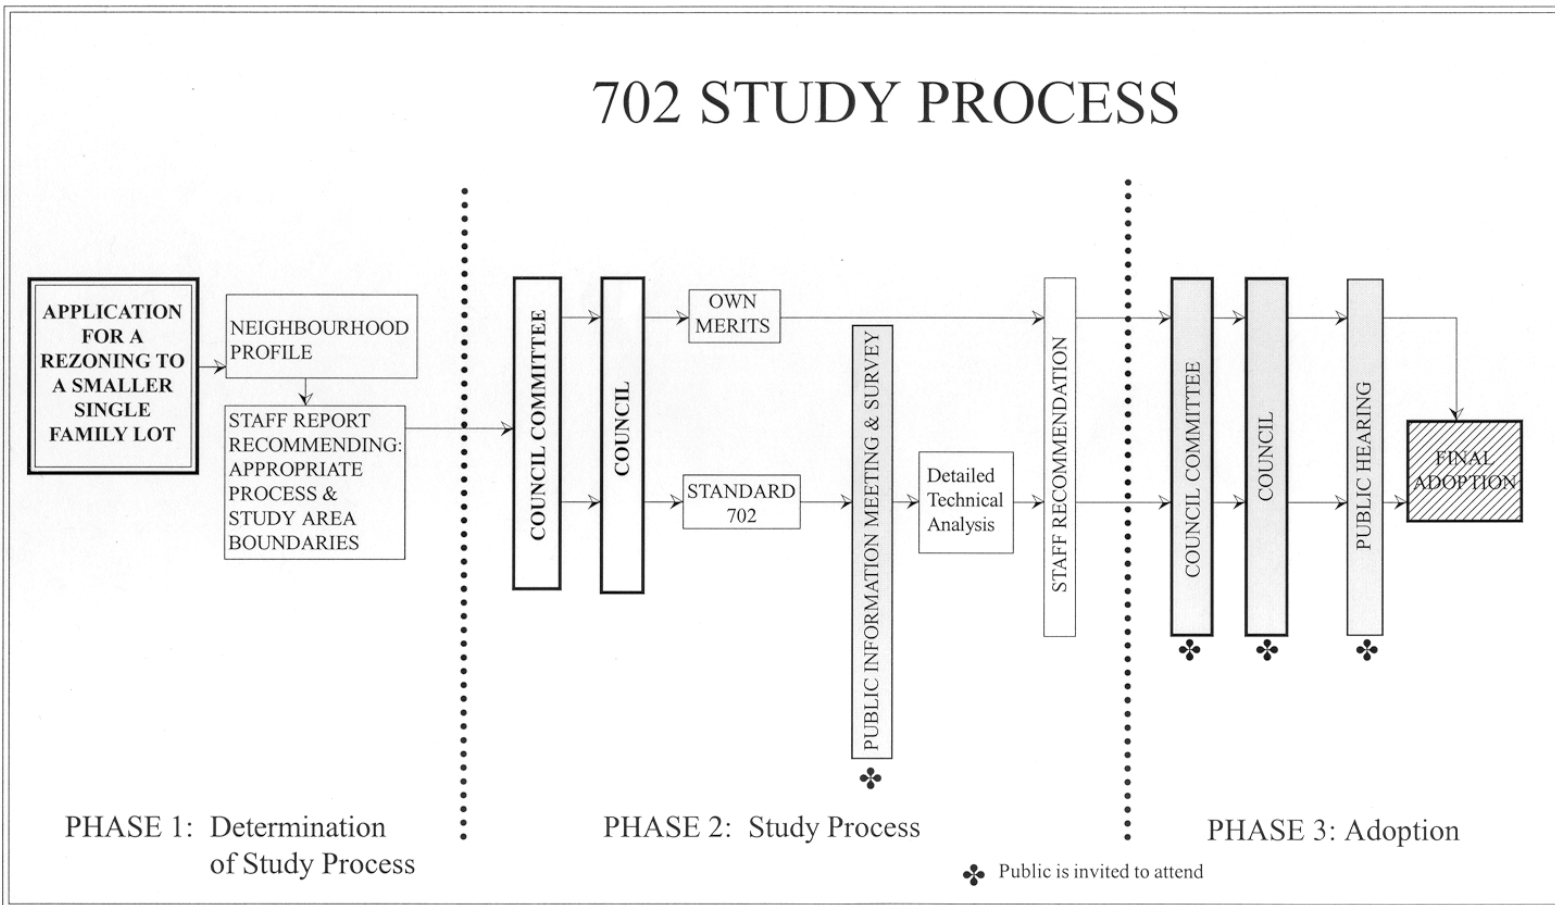 702 STUDY PROCESS
APPLICATION
FOR A
REZONING TO
A SMALLER
SINGLE
FAMILY LOT
NEIGHBOURHOOD
PROFILE
STAFF REPORT
RECOMMENDING:
APPROPRIATE
PROCESS &
STUDY AREA
BOUNDARIES
COUNCIL COMMITTEE
COUNCIL
OWN
MERITS
STANDARD
702
PUBLIC INFORMATION MEETING & SURVEY
Detailed
Technical
Analysis
STAFF RECOMMENDATION
COUNCIL COMMITTEE
COUNCIL
PUBLIC HEARING
FINAL
ADOPTION
PHASE 1: Determination
of Study Process
PHASE 2: Study Process
PHASE 3: Adoption
Public is invited to attend